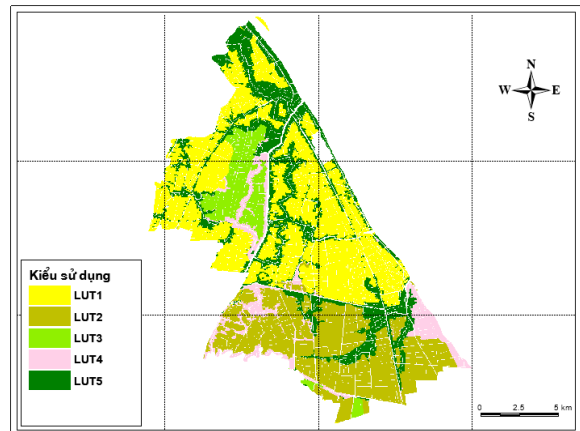 N
W E
S
Kiểu sử dụng
LUT1
LUT2
LUT3
LUT4
LUT5
0 2.5 5 km